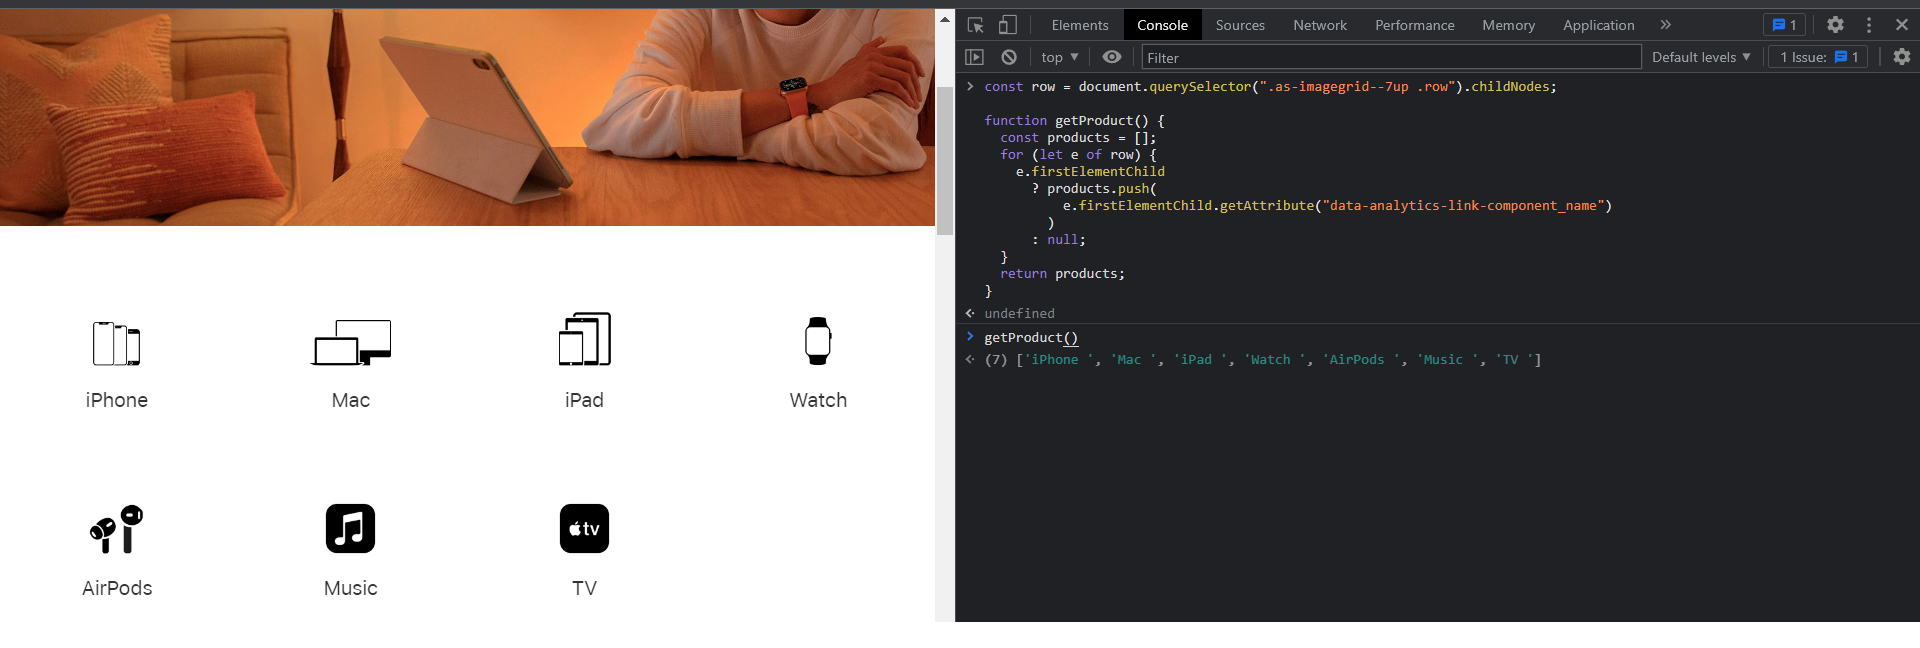 Elements Console Sources Network Performance Memory Application » 1
top ▼ Filter Default levels ▼ 1 Issue: 1
const row = document.querySelector(".as-imagegrid--7up .row").childNodes;
function getProduct() {
  const products = [];
  for (let e of row) {
    e.firstElementChild
      ? products.push(
          e.firstElementChild.getAttribute("data-analytics-link-component_name")
        )
      : null;
  }
  return products;
}
undefined
getProduct()
(7) ['iPhone ', 'Mac ', 'iPad ', 'Watch ', 'AirPods ', 'Music ', 'TV ']
iPhone Mac iPad Watch
tv
AirPods Music TV